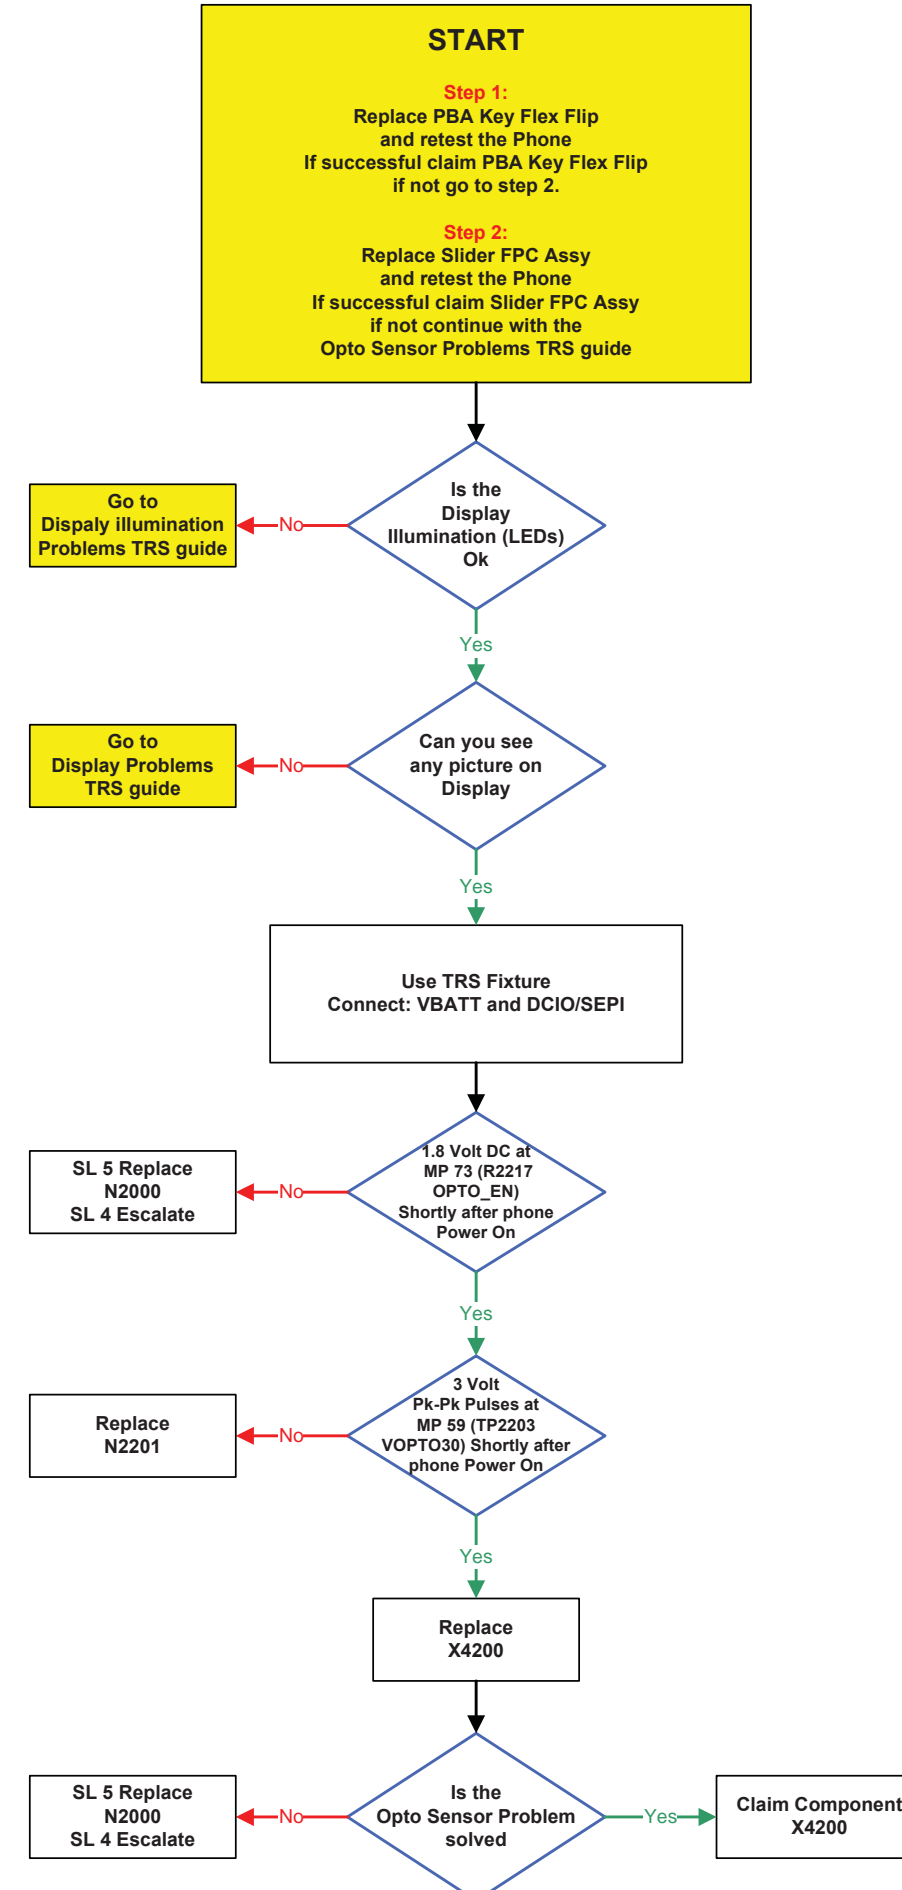 START
Step 1:
Replace PBA Key Flex Flip
and retest the Phone
If successful claim PBA Key Flex Flip
if not go to step 2.
Step 2:
Replace Slider FPC Assy
and retest the Phone
If successful claim Slider FPC Assy
if not continue with the
Opto Sensor Problems TRS guide
Is the
Display
Illumination (LEDs)
Ok
No
Go to
Dispaly illumination
Problems TRS guide
Yes
Can you see
any picture on
Display
No
Go to
Display Problems
TRS guide
Yes
Use TRS Fixture
Connect: VBATT and DCIO/SEPI
1.8 Volt DC at
MP 73 (R2217
OPTO_EN)
Shortly after phone
Power On
No
SL 5 Replace
N2000
SL 4 Escalate
Yes
3 Volt
Pk-Pk Pulses at
MP 59 (TP2203
VOPTO30) Shortly after
phone Power On
No
Replace
N2201
Yes
Replace
X4200
Is the
Opto Sensor Problem
solved
No
SL 5 Replace
N2000
SL 4 Escalate
Yes
Claim Component
X4200